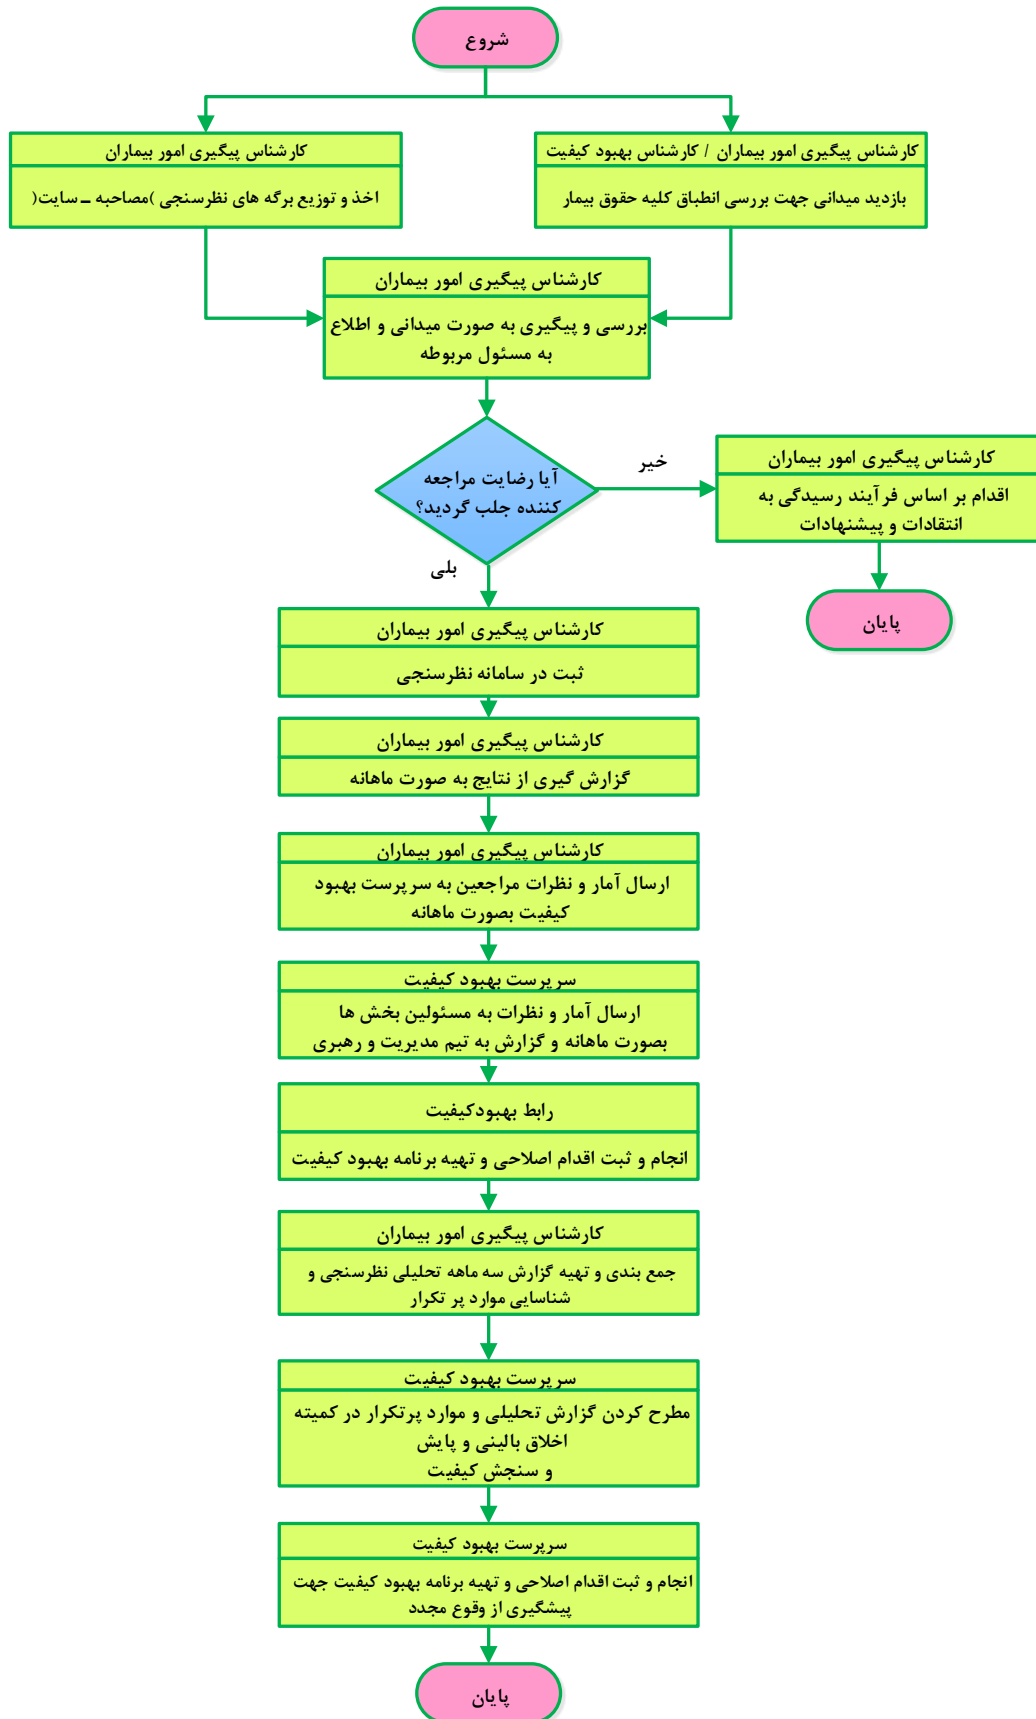 شروع
کارشناس پیگیری امور بیماران / کارشناس بهبود کیفیت
بازدید میدانی جهت بررسی انطباق کلیه حقوق بیمار
کارشناس پیگیری امور بیماران
اخذ و توزیع برگه های نظرسنجی )مصاحبه ـ سایت(
کارشناس پیگیری امور بیماران
بررسی و پیگیری به صورت میدانی و اطلاع
به مسئول مربوطه
آیا رضایت مراجعه
کننده جلب گردید؟
خیر
کارشناس پیگیری امور بیماران
اقدام بر اساس فرآیند رسیدگی به
انتقادات و پیشنهادات
پایان
بلی
کارشناس پیگیری امور بیماران
ثبت در سامانه نظرسنجی
کارشناس پیگیری امور بیماران
گزارش گیری از نتایج به صورت ماهانه
کارشناس پیگیری امور بیماران
ارسال آمار و نظرات مراجعین به سرپرست بهبود
کیفیت بصورت ماهانه
سرپرست بهبود کیفیت
ارسال آمار و نظرات به مسئولین بخش ها
بصورت ماهانه و گزارش به تیم مدیریت و رهبری
رابط بهبودکیفیت
انجام و ثبت اقدام اصلاحی و تهیه برنامه بهبود کیفیت
کارشناس پیگیری امور بیماران
جمع بندی و تهیه گزارش سه ماهه تحلیلی نظرسنجی و
شناسایی موارد پر تکرار
سرپرست بهبود کیفیت
مطرح کردن گزارش تحلیلی و موارد پرتکرار در کمیته
اخلاق بالینی و پایش
و سنجش کیفیت
سرپرست بهبود کیفیت
انجام و ثبت اقدام اصلاحی و تهیه برنامه بهبود کیفیت جهت
پیشگیری از وقوع مجدد
پایان